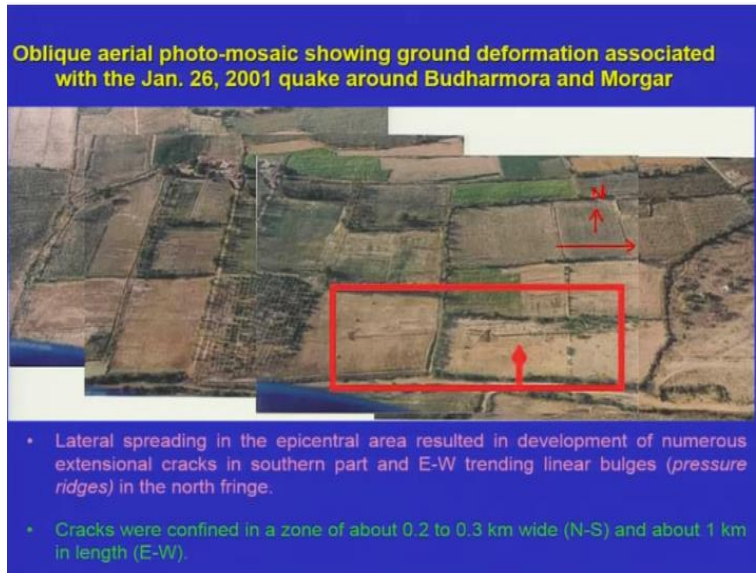 Oblique aerial photo-mosaic showing ground deformation associated
with the Jan. 26, 2001 quake around Budharmora and Morgar
N
• Lateral spreading in the epicentral area resulted in development of numerous
extensional cracks in southern part and E-W trending linear bulges (pressure
ridges) in the north fringe.
• Cracks were confined in a zone of about 0.2 to 0.3 km wide (N-S) and about 1 km
in length (E-W).